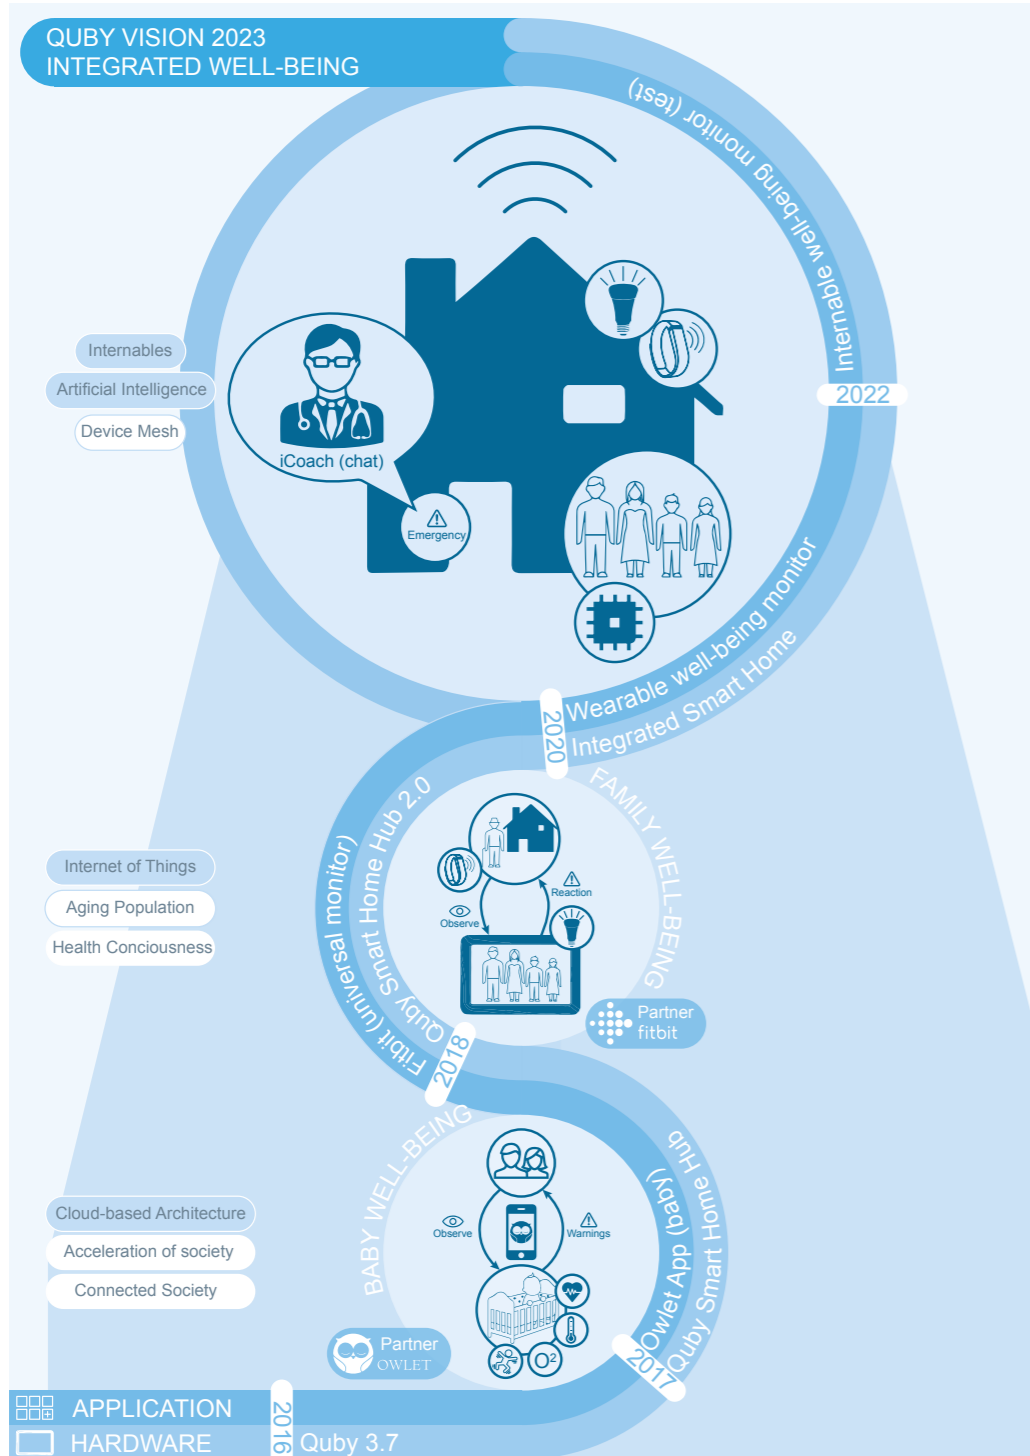 QUBY VISION 2023
INTEGRATED WELL-BEING
Internable well-being monitor (test)
2022
Internables
Artificial Intelligence
Device Mesh
iCoach (chat)
Emergency
Wearable well-being monitor
Integrated Smart Home
2020
FAMILY WELL-BEING
Fitbit (universal monitor)
Quby Smart Home Hub 2.0
Internet of Things
Aging Population
Health Conciousness
Observe
Reaction
Partner
fitbit
2018
BABY WELL-BEING
Cloud-based Architecture
Acceleration of society
Connected Society
Observe
Warnings
O²
Partner
OWLET
Owlet App (baby)
Quby Smart Home Hub
2017
APPLICATION
HARDWARE
2016
Quby 3.7